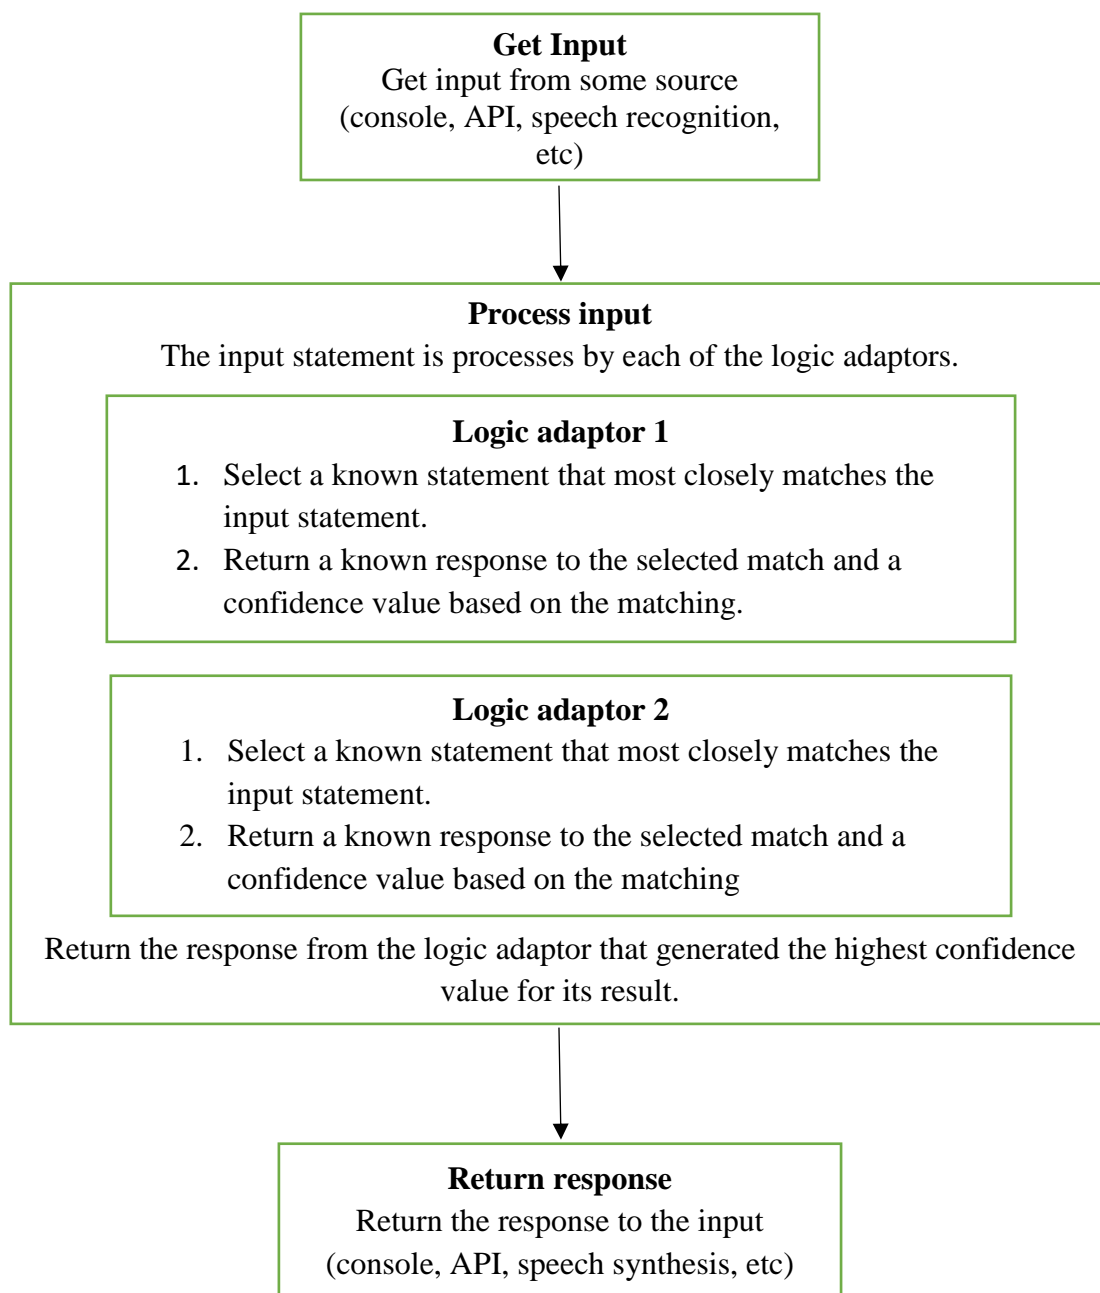 Get Input
Get input from some source
(console, API, speech recognition,
etc)
Process input
The input statement is processes by each of the logic adaptors.
Logic adaptor 1
1. Select a known statement that most closely matches the
input statement.
2. Return a known response to the selected match and a
confidence value based on the matching.
Logic adaptor 2
1. Select a known statement that most closely matches the
input statement.
2. Return a known response to the selected match and a
confidence value based on the matching
Return the response from the logic adaptor that generated the highest confidence
value for its result.
Return response
Return the response to the input
(console, API, speech synthesis, etc)